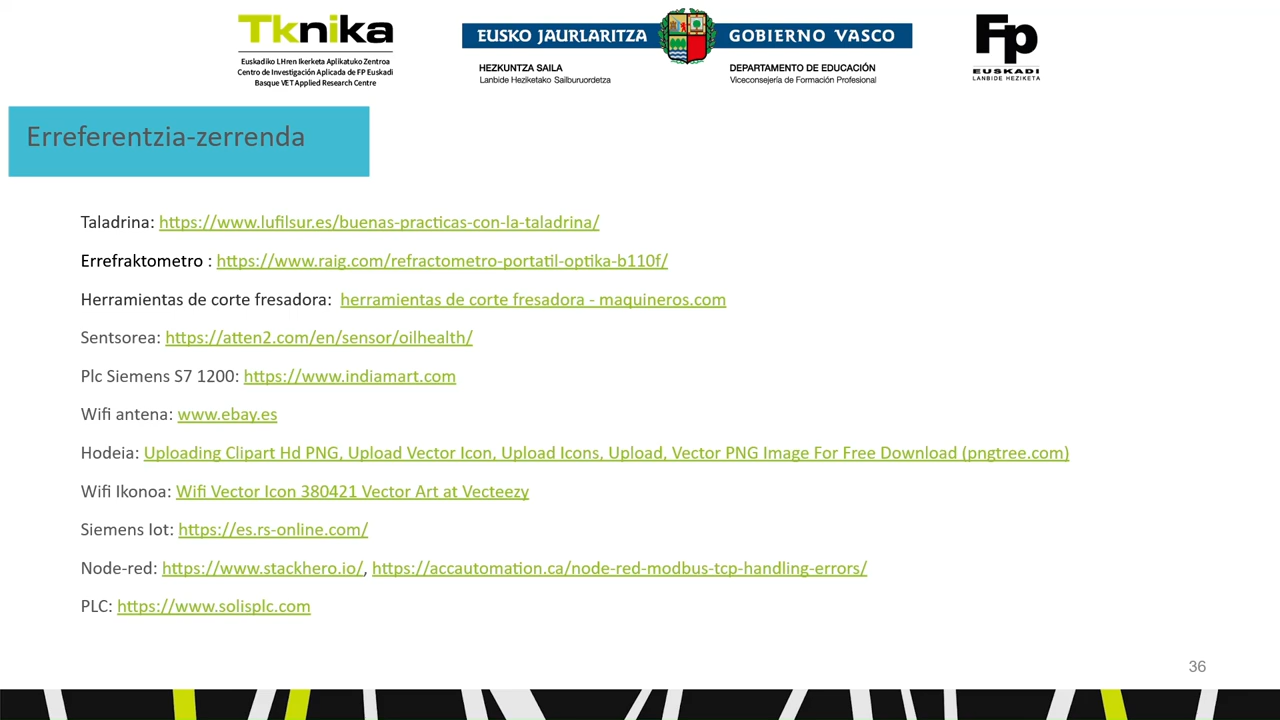 Tknika
Euskadiko LHren Ikerketa Aplikatuko Zentroa
Centro de Investigación Aplicada de FP Euskadi
Basque VET Applied Research Centre
EUSKO JAURLARITZA GOBIERNO VASCO
HEZKUNTZA SAILA
Lanbide Heziketako Sailburuordetza
DEPARTAMENTO DE EDUCACIÓN
Viceconsejería de Formación Profesional
Fp
EUSKADI
LANBIDE HEZIKETA
Erreferentzia-zerrenda
Taladrina: https://www.lufilsur.es/buenas-practicas-con-la-taladrina/
Errefraktometro : https://www.raig.com/refractometro-portatil-optika-b110f/
Herramientas de corte fresadora: herramientas de corte fresadora - maquineros.com
Sentsorea: https://atten2.com/en/sensor/oilhealth/
Plc Siemens S7 1200: https://www.indiamart.com
Wifi antena: www.ebay.es
Hodeia: Uploading Clipart Hd PNG, Upload Vector Icon, Upload Icons, Upload, Vector PNG Image For Free Download (pngtree.com)
Wifi Ikonoa: Wifi Vector Icon 380421 Vector Art at Vecteezy
Siemens Iot: https://es.rs-online.com/
Node-red: https://www.stackhero.io/, https://accautomation.ca/node-red-modbus-tcp-handling-errors/
PLC: https://www.solisplc.com
36